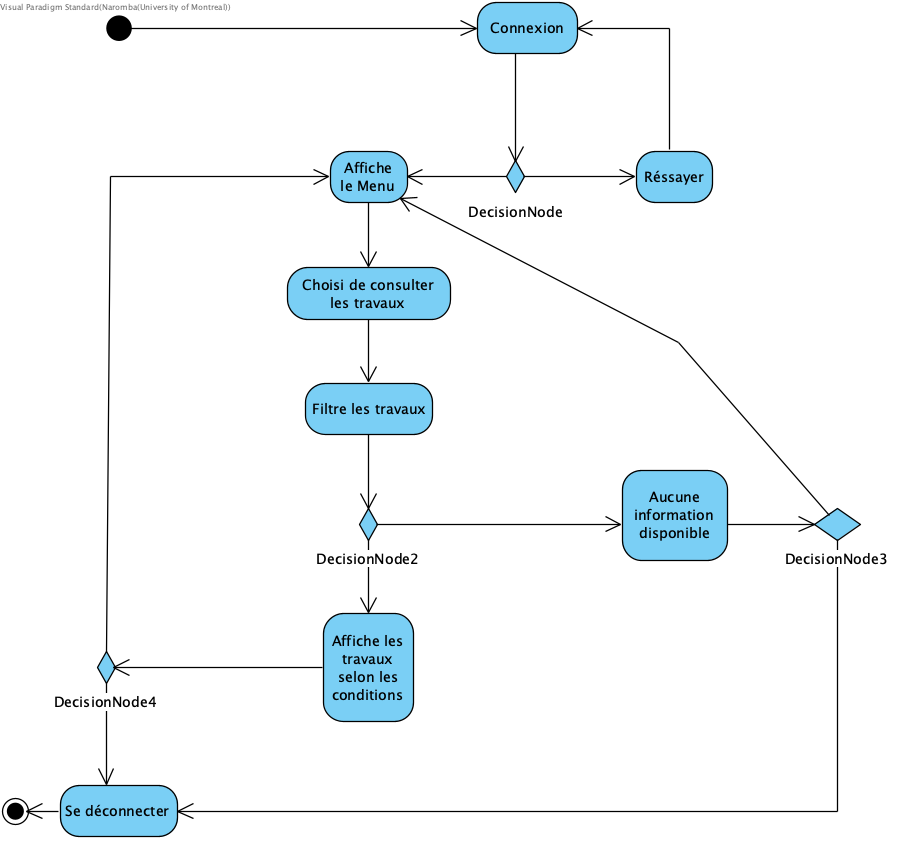 Visual Paradigm Standard(Naromba(University of Montreal))
Connexion
Affiche
le Menu
Réssayer
DecisionNode
Choisi de consulter
les travaux
Filtre les travaux
Aucune
information
disponible
DecisionNode2
DecisionNode3
Affiche les
travaux
selon les
conditions
DecisionNode4
Se déconnecter